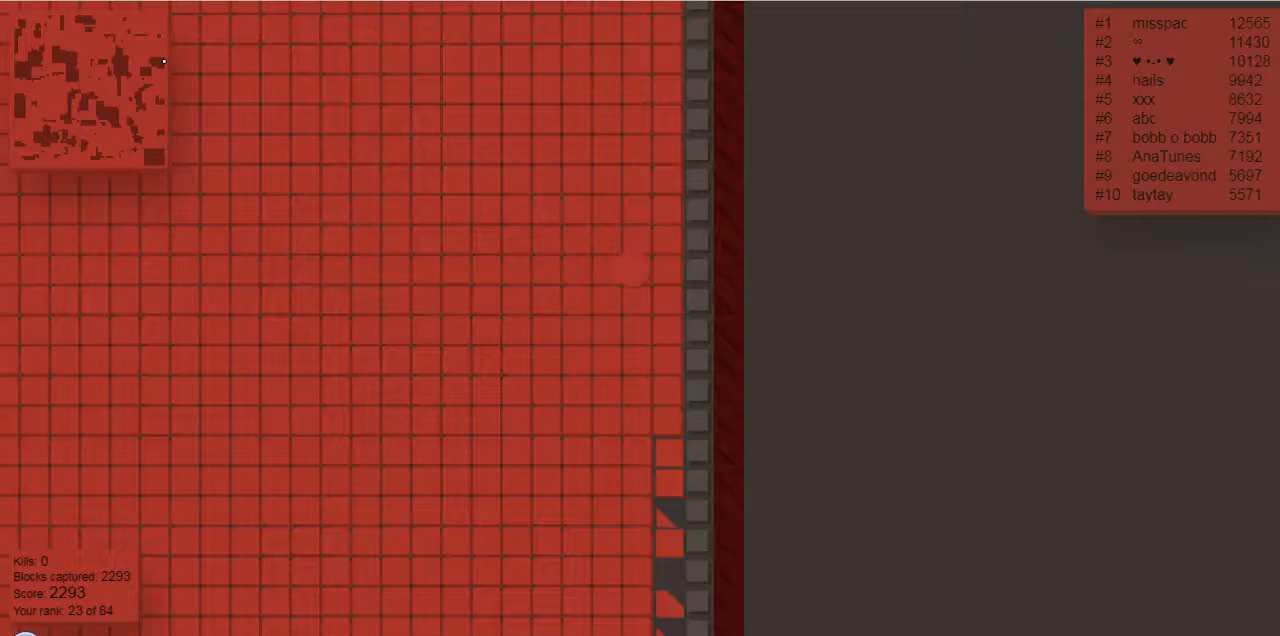 #1 misspac 12565
#2 ∞ 11430
#3 ♥ •-• ♥ 10128
#4 hails 9942
#5 xxx 8632
#6 abc 7994
#7 bobb o bobb 7351
#8 AnaTunes 7192
#9 goedeavond 5697
#10 taytay 5571
Kills: 0
Blocks captured: 2293
Score: 2293
Your rank: 23 of 84